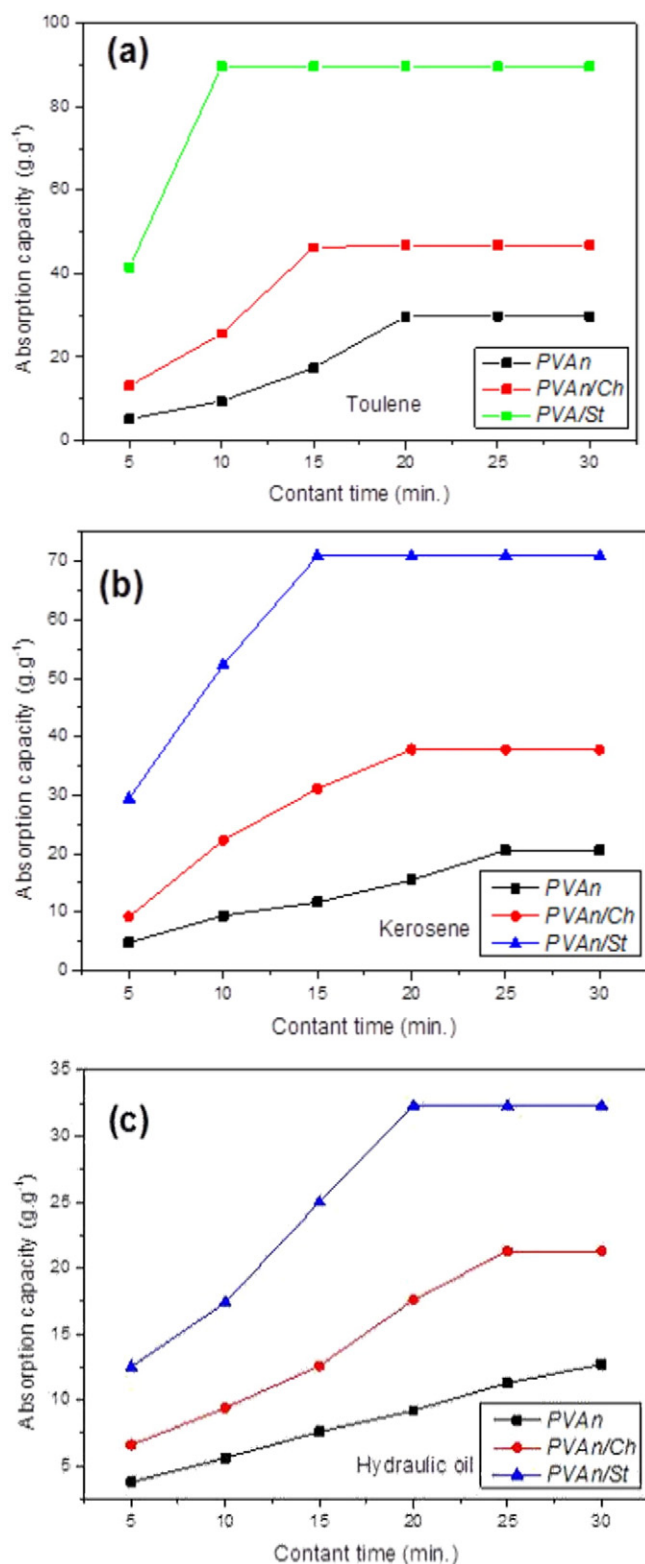 (a)
100
80
60
40
20
0
Absorption capacity (g.g⁻¹)
PVAn
PVAn/Ch
PVA/St
Toulene
5 10 15 20 25 30
Contant time (min.)
(b)
70
60
50
40
30
20
10
0
Absorption capacity (g.g⁻¹)
PVAn
PVAn/Ch
PVAn/St
Kerosene
5 10 15 20 25 30
Contant time (min.)
(c)
35
30
25
20
15
10
5
Absorption capacity (g.g⁻¹)
PVAn
PVAn/Ch
PVAn/St
Hydraulic oil
5 10 15 20 25 30
Contant time (min.)